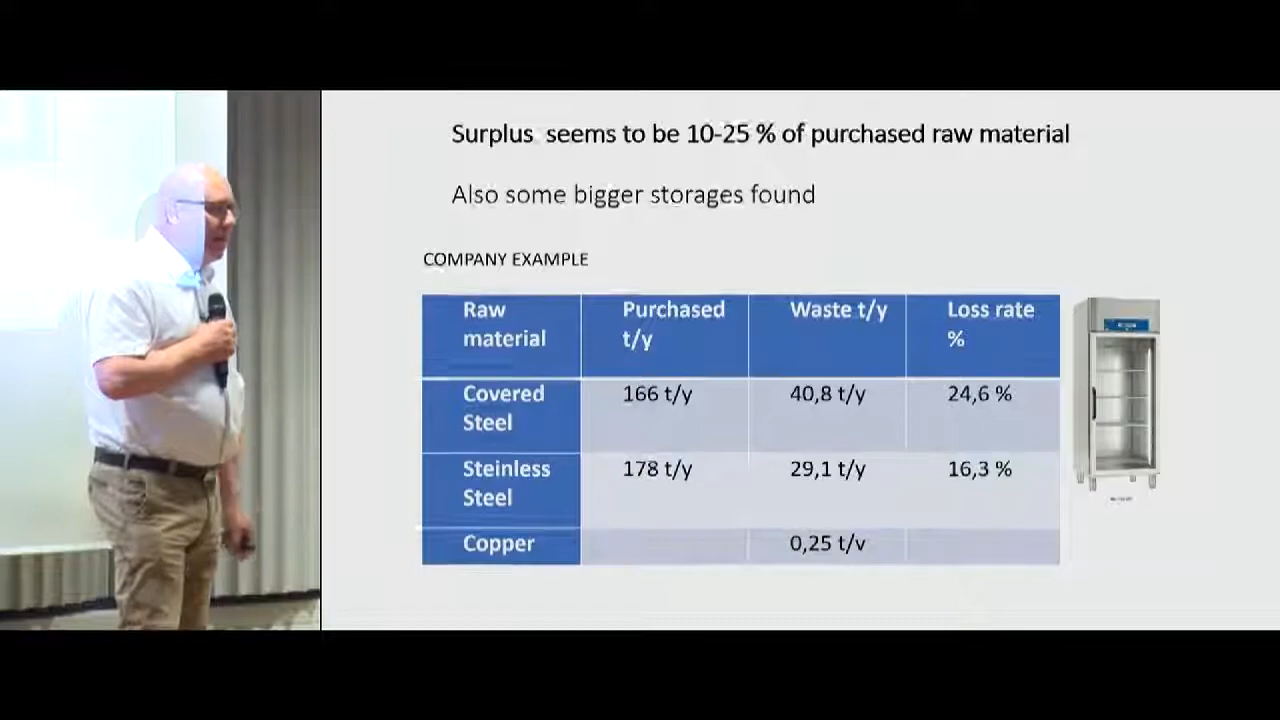 Surplus seems to be 10-25 % of purchased raw material
Also some bigger storages found
COMPANY EXAMPLE
Raw material
Purchased t/y
Waste t/y
Loss rate %
Covered Steel
166 t/y
40,8 t/y
24,6 %
Steinless Steel
178 t/y
29,1 t/y
16,3 %
Copper
0,25 t/y